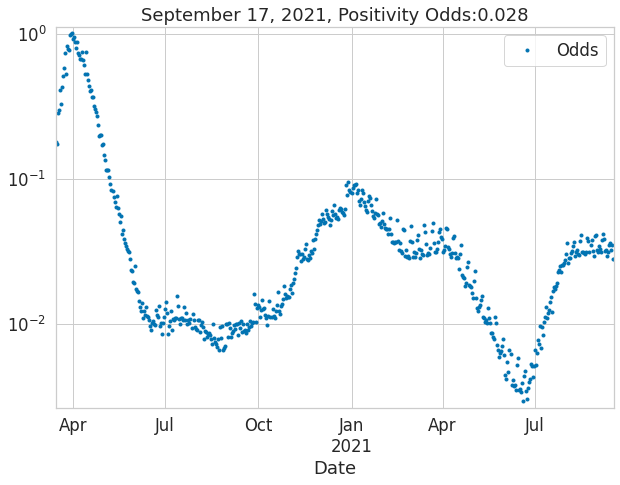 September 17, 2021, Positivity Odds:0.028
Odds
10⁰
10⁻¹
10⁻²
Apr Jul Oct Jan Apr Jul
2021
Date